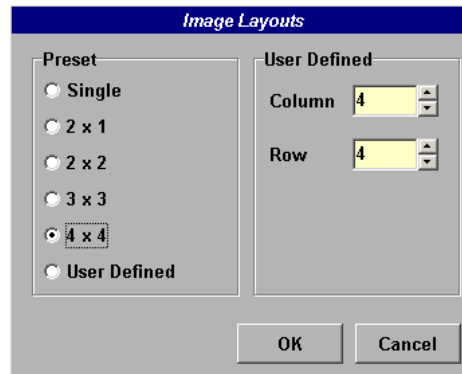 Image Layouts
Preset
Single
2 x 1
2 x 2
3 x 3
4 x 4
User Defined
User Defined
Column 4
Row 4
OK Cancel